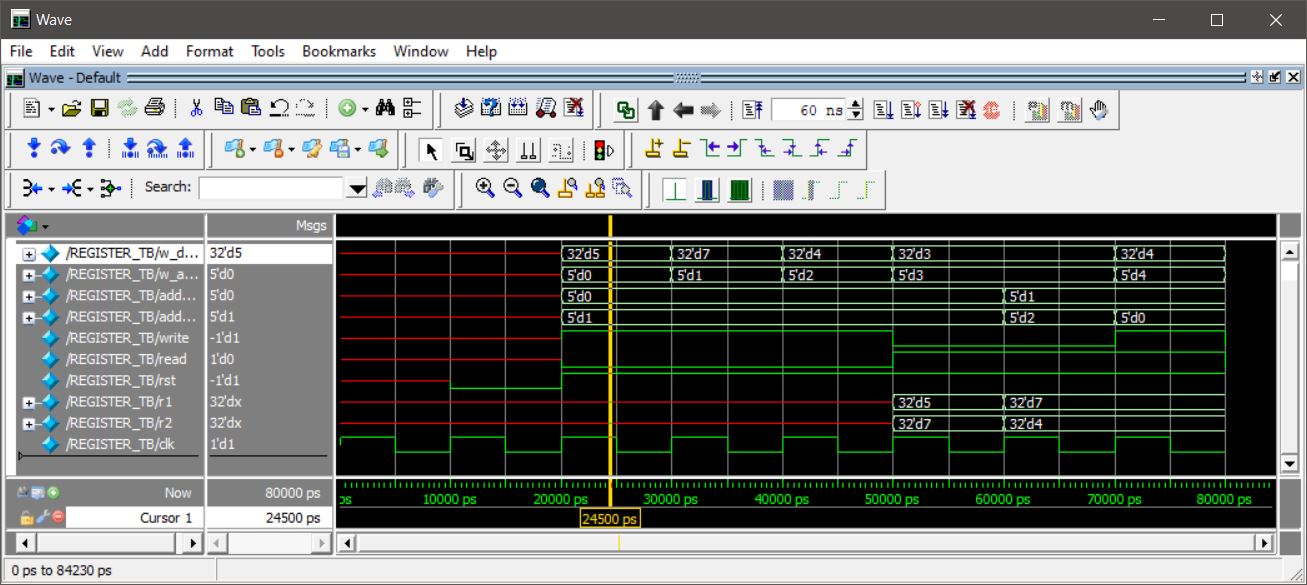 Wave
File Edit View Add Format Tools Bookmarks Window Help
Wave - Default
60 ns
Search:
Msgs
/REGISTER_TB/w_d... 32'd5 32'd5 32'd7 32'd4 32'd3 32'd4
/REGISTER_TB/w_a... 5'd0 5'd0 5'd1 5'd2 5'd3 5'd4
/REGISTER_TB/add... 5'd0 5'd0 5'd1
/REGISTER_TB/add... 5'd1 5'd1 5'd2 5'd0
/REGISTER_TB/write -1'd1
/REGISTER_TB/read 1'd0
/REGISTER_TB/rst -1'd1
/REGISTER_TB/r1 32'dx 32'd5 32'd7
/REGISTER_TB/r2 32'dx 32'd7 32'd4
/REGISTER_TB/clk 1'd1
Now 80000 ps ps 10000 ps 20000 ps 30000 ps 40000 ps 50000 ps 60000 ps 70000 ps 80000 ps
Cursor 1 24500 ps 24500 ps
0 ps to 84230 ps